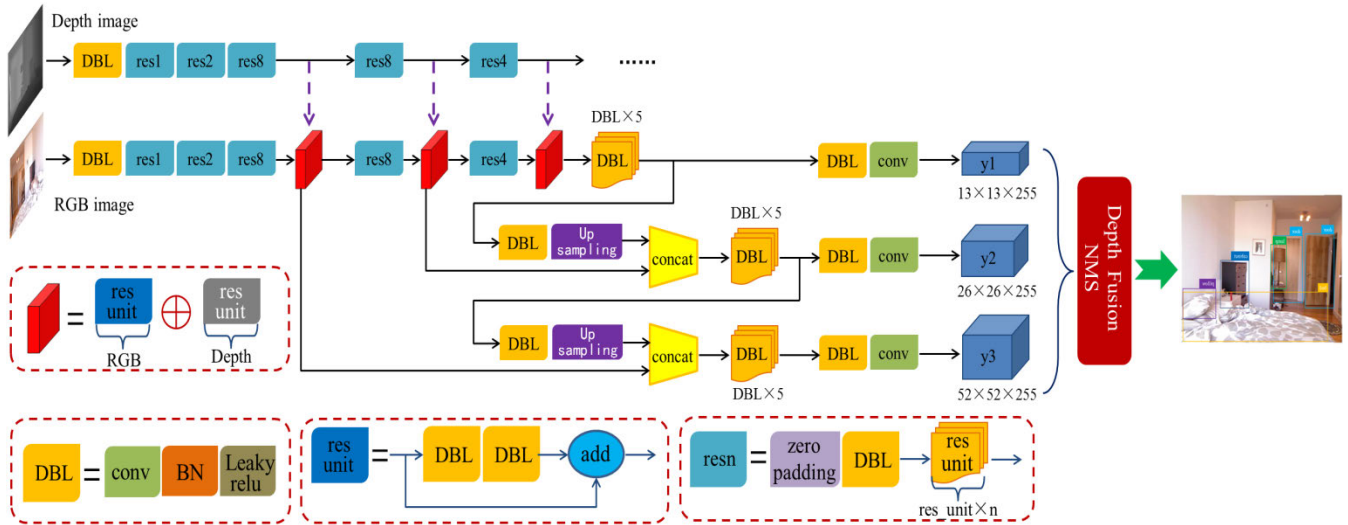 Depth image
DBL
res1
res2
res8
res8
res4
......
DBL×5
DBL
res1
res2
res8
res8
res4
DBL
DBL
conv
y1
13×13×255
RGB image
DBL×5
DBL
Up
sampling
concat
DBL
DBL
conv
y2
26×26×255
Depth Fusion
NMS
=
res
unit
res
unit
RGB
Depth
DBL
Up
sampling
concat
DBL
DBL
conv
y3
DBL×5
52×52×255
DBL
=
conv
BN
Leaky
relu
res
unit
=
DBL
DBL
add
resn
=
zero
padding
DBL
res
unit
res_unit×n